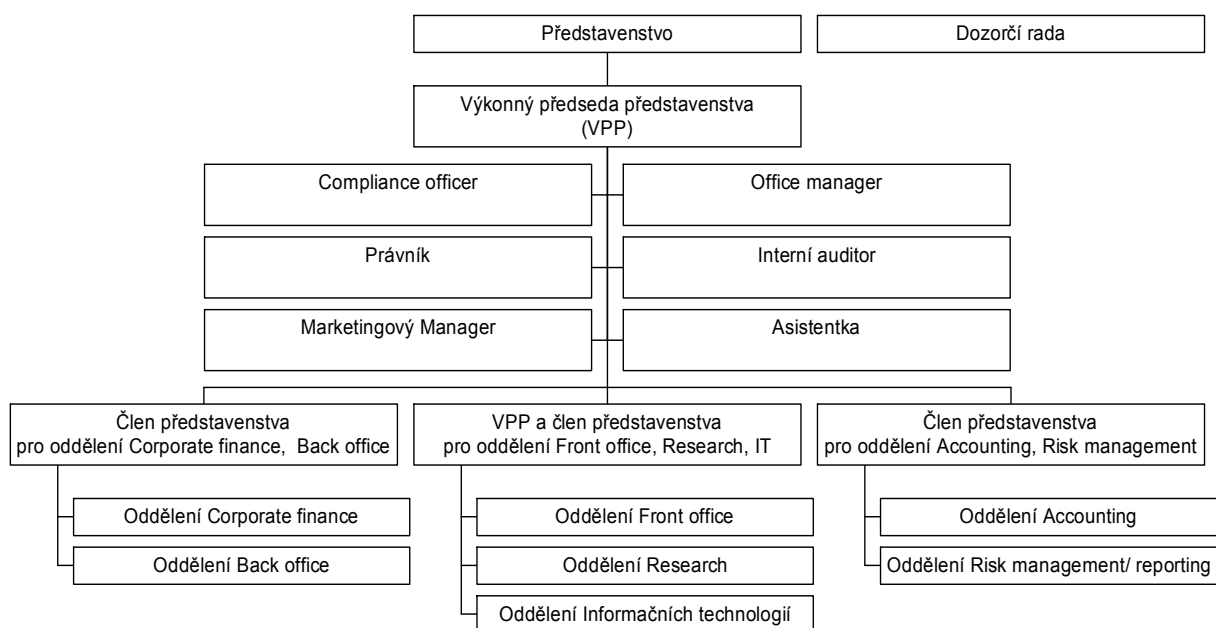 Představenstvo
Dozorčí rada
Výkonný předseda představenstva
(VPP)
Compliance officer
Office manager
Právník
Interní auditor
Marketingový Manager
Asistentka
Člen představenstva
pro oddělení Corporate finance, Back office
VPP a člen představenstva
pro oddělení Front office, Research, IT
Člen představenstva
pro oddělení Accounting, Risk management
Oddělení Corporate finance
Oddělení Back office
Oddělení Front office
Oddělení Research
Oddělení Informačních technologií
Oddělení Accounting
Oddělení Risk management/ reporting